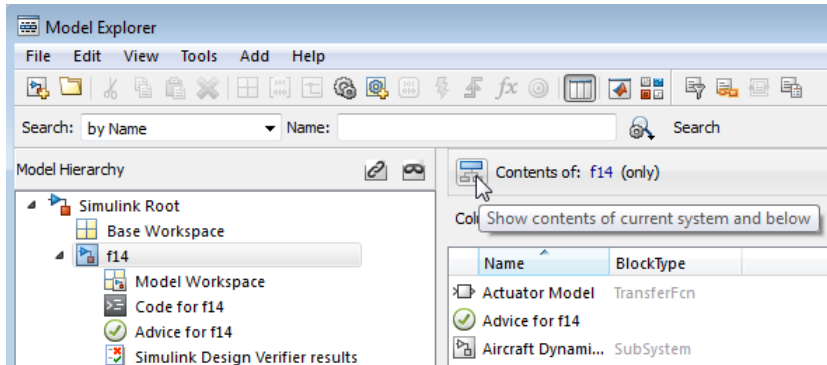 Model Explorer
File Edit View Tools Add Help
fx
Search: by Name Name: Search
Model Hierarchy
Simulink Root
Base Workspace
f14
Model Workspace
Code for f14
Advice for f14
Simulink Design Verifier results
Contents of: f14 (only)
Show contents of current system and below
Name BlockType
Actuator Model TransferFcn
Advice for f14
Aircraft Dynami... SubSystem